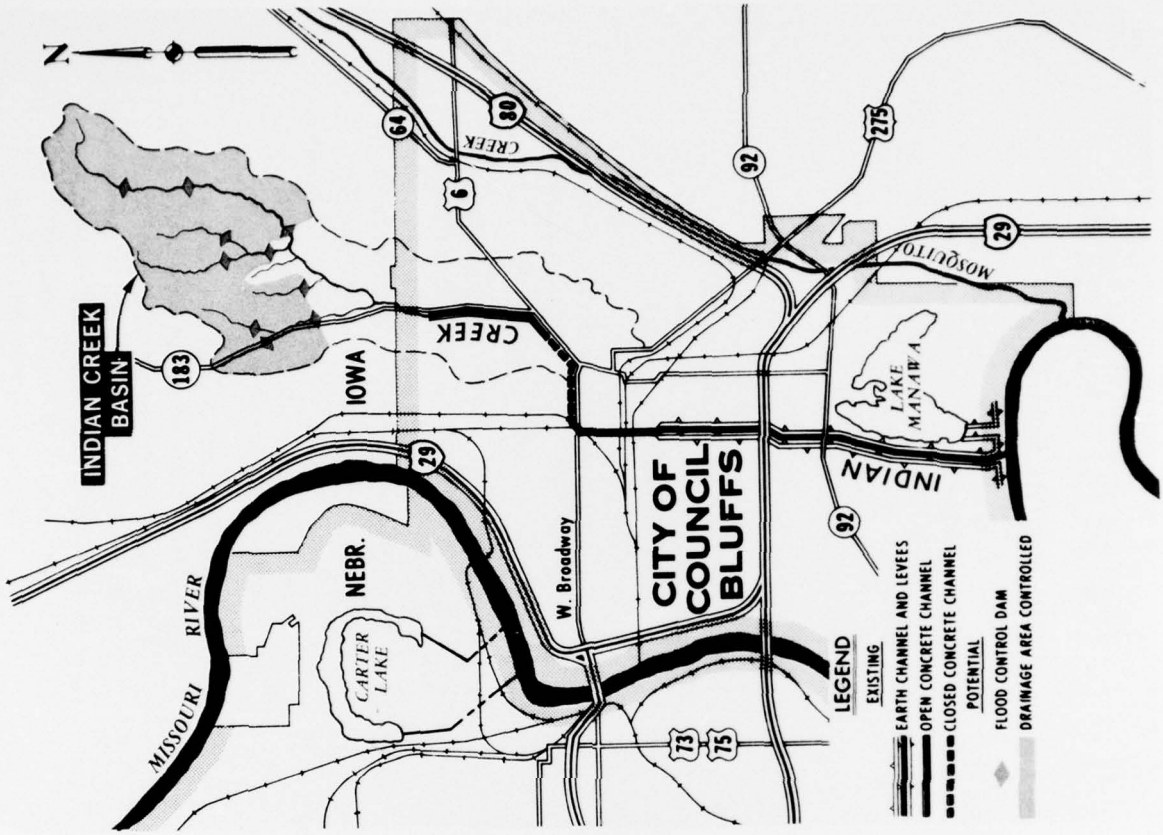 N
INDIAN CREEK
BASIN
183
64
80
CREEK
6
IOWA
CREEK
92
275
29
MOSQUITO
MISSOURI RIVER
NEBR.
CARTER
LAKE
29
W. Broadway
CITY OF
COUNCIL
BLUFFS
LAKE
MANAWA
INDIAN
92
73
75
LEGEND
EXISTING
EARTH CHANNEL AND LEVEES
OPEN CONCRETE CHANNEL
CLOSED CONCRETE CHANNEL
POTENTIAL
FLOOD CONTROL DAM
DRAINAGE AREA CONTROLLED